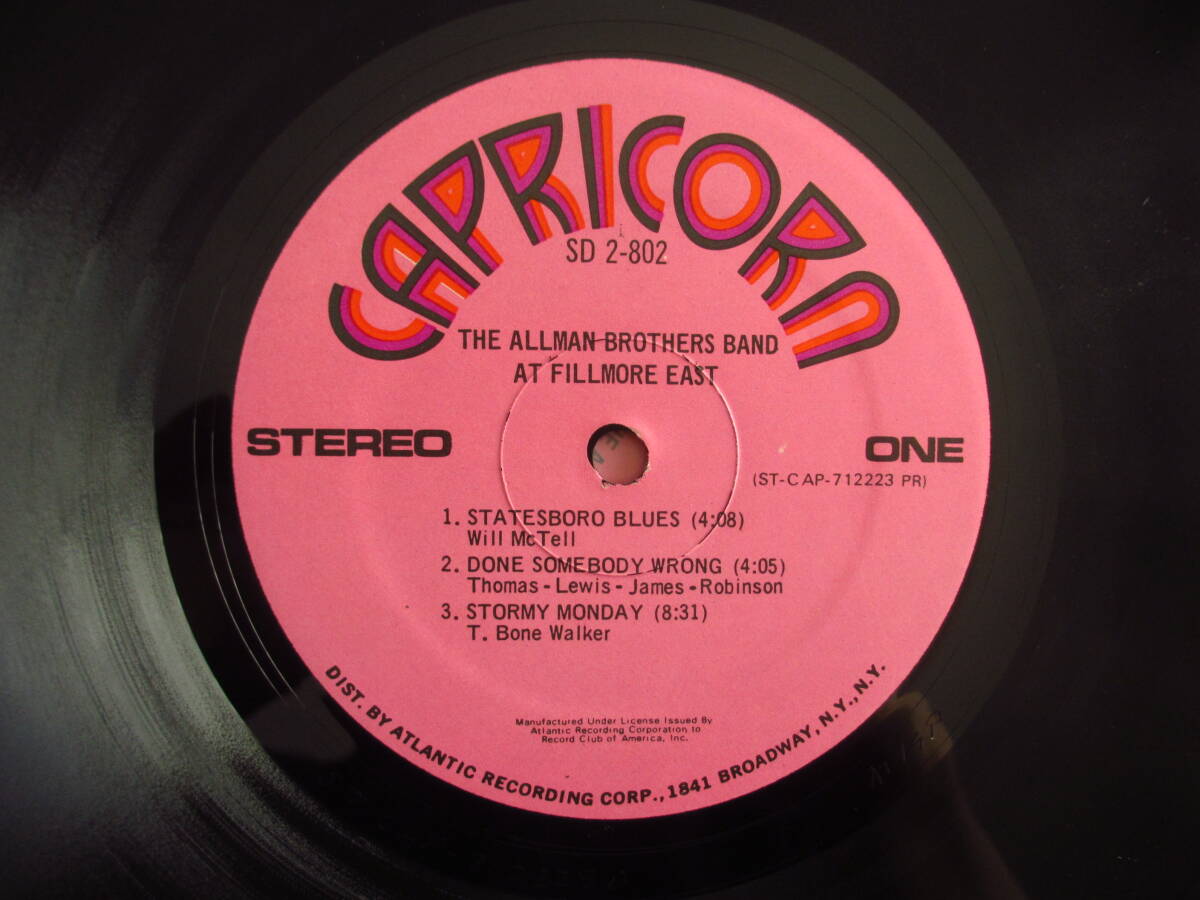 CAPRICORN
SD 2-802
THE ALLMAN BROTHERS BAND
AT FILLMORE EAST
STEREO
ONE
(ST-CAP-712223 PR)
1. STATESBORO BLUES (4:08)
Will McTell
2. DONE SOMEBODY WRONG (4:05)
Thomas - Lewis - James - Robinson
3. STORMY MONDAY (8:31)
T. Bone Walker
Manufactured Under License Issued By
Atlantic Recording Corporation to
Record Club of America, Inc.
DIST. BY ATLANTIC RECORDING CORP., 1841 BROADWAY, N.Y., N.Y.